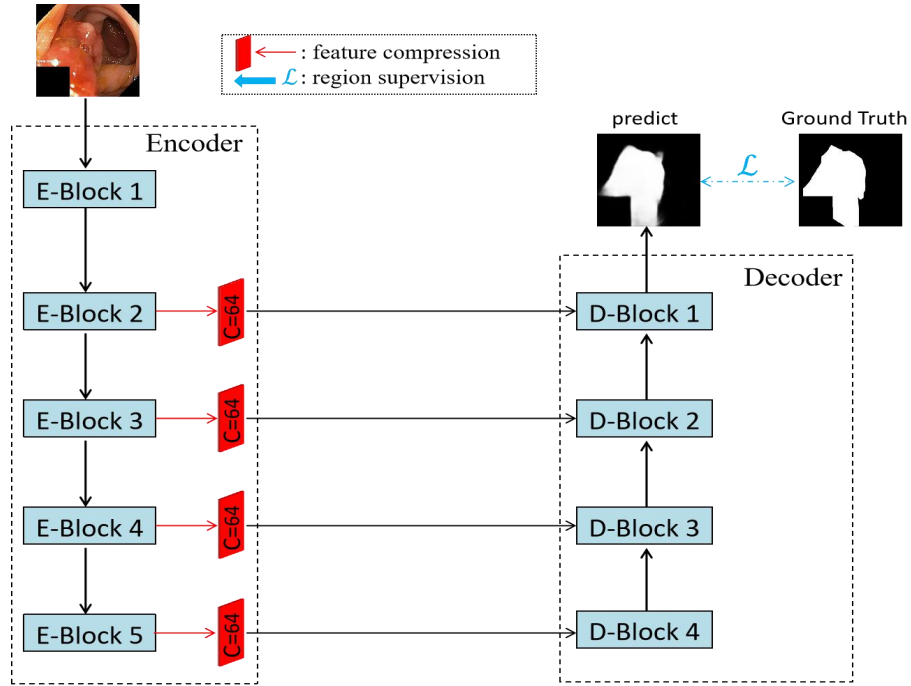 : feature compression
ℒ : region supervision
Encoder
predict
Ground Truth
ℒ
E-Block 1
Decoder
E-Block 2
C=64
D-Block 1
E-Block 3
C=64
D-Block 2
E-Block 4
C=64
D-Block 3
E-Block 5
C=64
D-Block 4